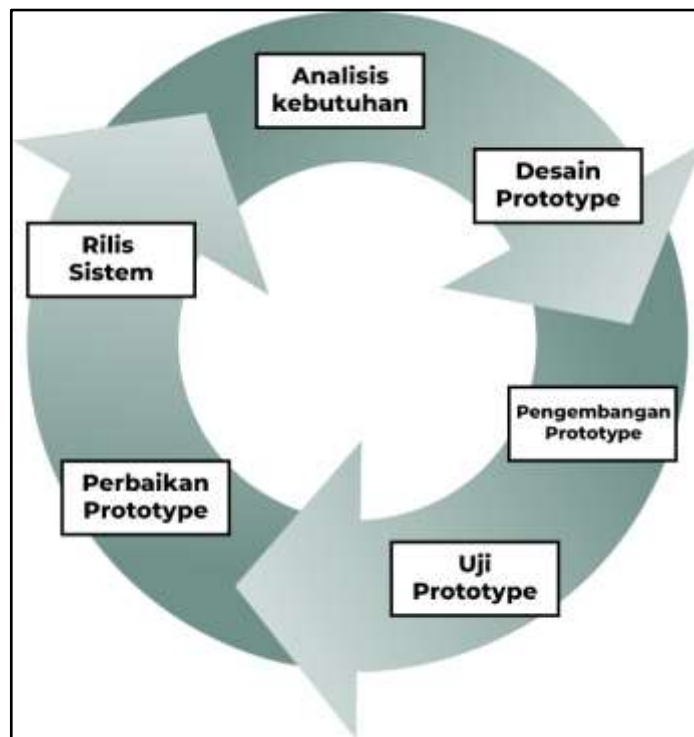 Analisis
kebutuhan
Desain
Prototype
Pengembangan
Prototype
Uji
Prototype
Perbaikan
Prototype
Rilis
Sistem